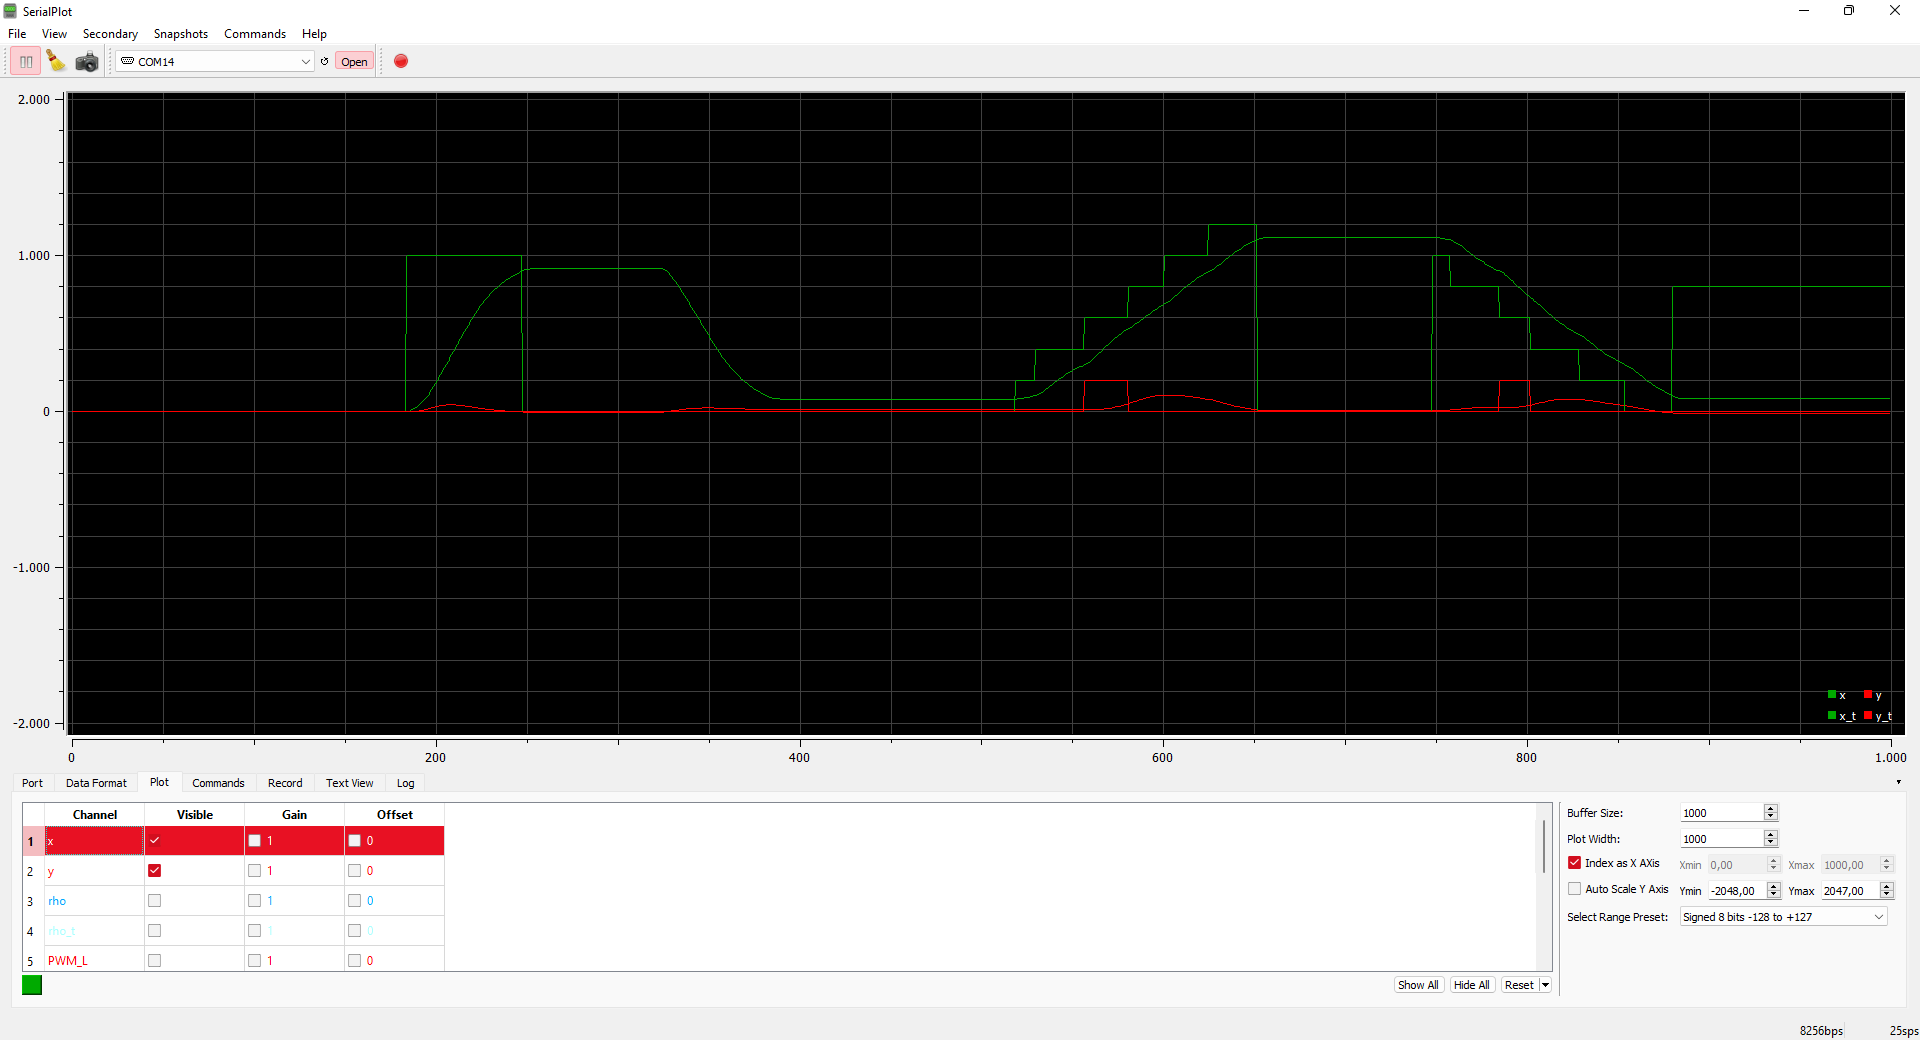 SerialPlot
File View Secondary Snapshots Commands Help
COM14 Open
2.000
1.000
0
-1.000
-2.000
x y
x_t y_t
0 200 400 600 800 1.000
Port Data Format Plot Commands Record Text View Log
Channel Visible Gain Offset
1 x 1 0
2 y 1 0
3 rho 1 0
4 rho_t 1 0
5 PWM_L 1 0
Show All Hide All Reset
Buffer Size: 1000
Plot Width: 1000
Index as X AXis Xmin 0,00 Xmax 1000,00
Auto Scale Y Axis Ymin -2048,00 Ymax 2047,00
Select Range Preset: Signed 8 bits -128 to +127
8256bps 25sps